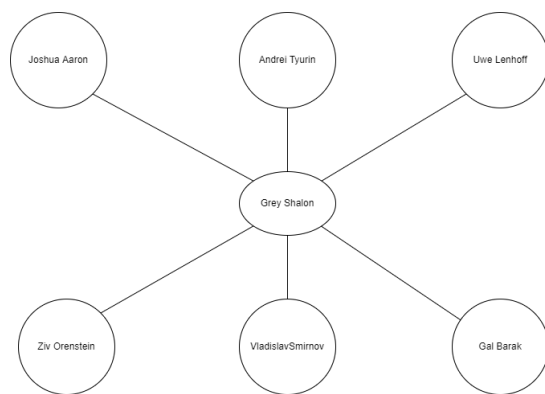 Joshua Aaron
Andrei Tyurin
Uwe Lenhoff
Grey Shalon
Ziv Orenstein
VladislavSmirnov
Gal Barak